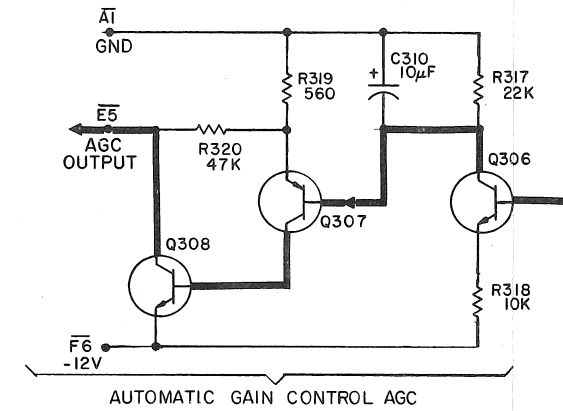 A1
GND
C310
10μF
R319
560
R317
22K
E5
AGC
OUTPUT
R320
47K
Q306
Q307
Q308
R318
10K
F6
-12V
AUTOMATIC GAIN CONTROL AGC